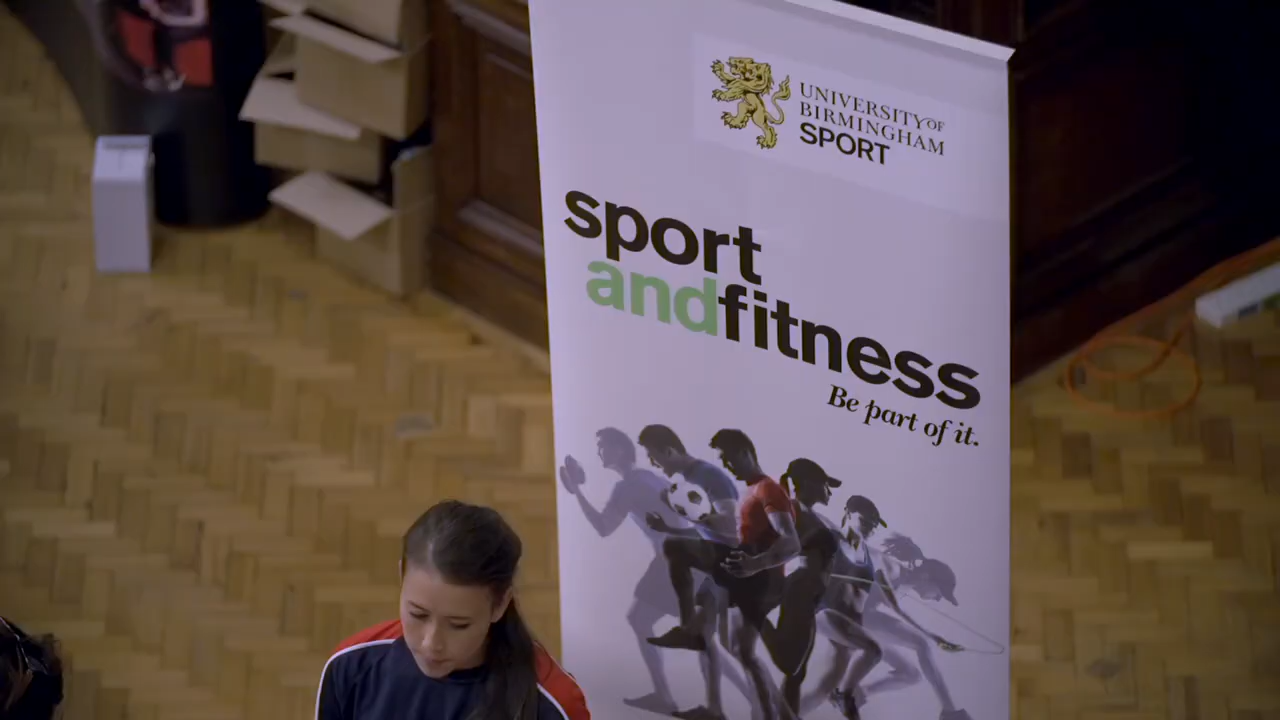 UNIVERSITY OF
BIRMINGHAM
SPORT
sport
andfitness
Be part of it.